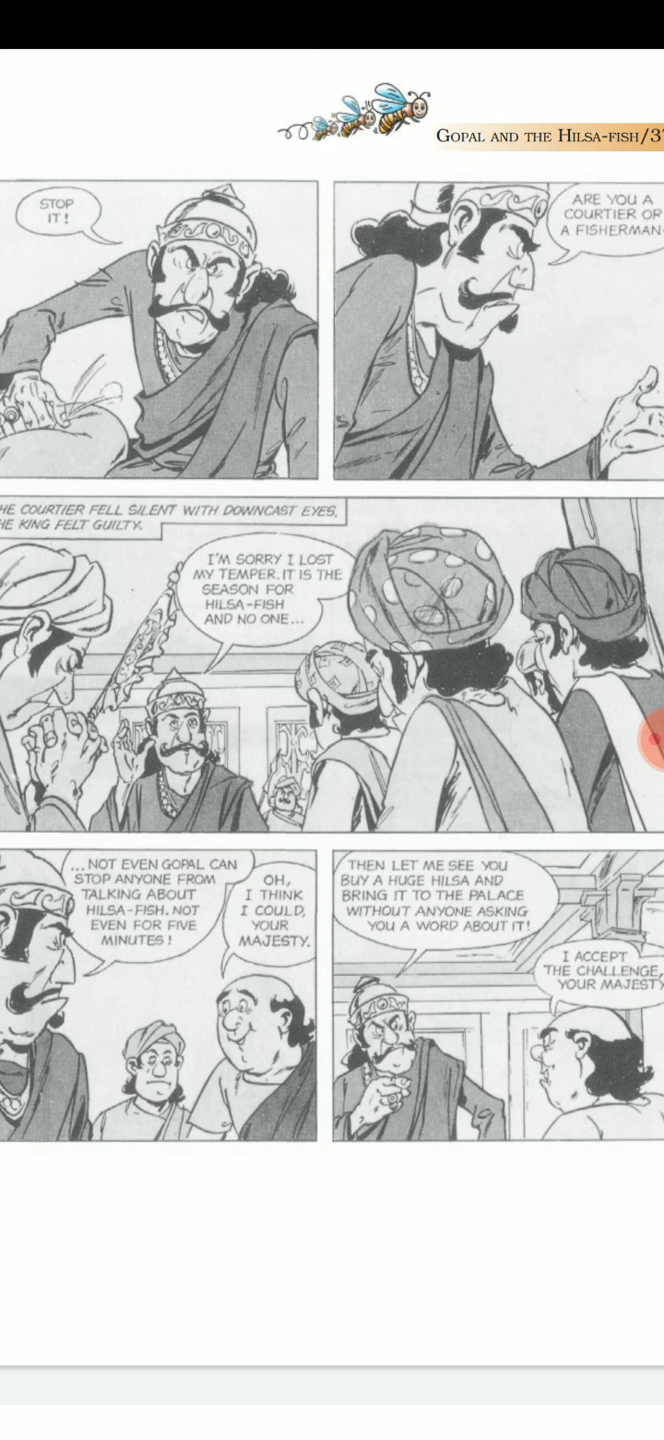 GOPAL AND THE HILSA-FISH/37
STOP
IT!
ARE YOU A
COURTIER OR
A FISHERMAN
HE COURTIER FELL SILENT WITH DOWNCAST EYES.
HE KING FELT GUILTY.
I'M SORRY I LOST
MY TEMPER. IT IS THE
SEASON FOR
HILSA-FISH
AND NO ONE...
...NOT EVEN GOPAL CAN
STOP ANYONE FROM
TALKING ABOUT
HILSA-FISH. NOT
EVEN FOR FIVE
MINUTES!
OH,
I THINK
I COULD,
YOUR
MAJESTY.
THEN LET ME SEE YOU
BUY A HUGE HILSA AND
BRING IT TO THE PALACE
WITHOUT ANYONE ASKING
YOU A WORD ABOUT IT!
I ACCEPT
THE CHALLENGE,
YOUR MAJESTY